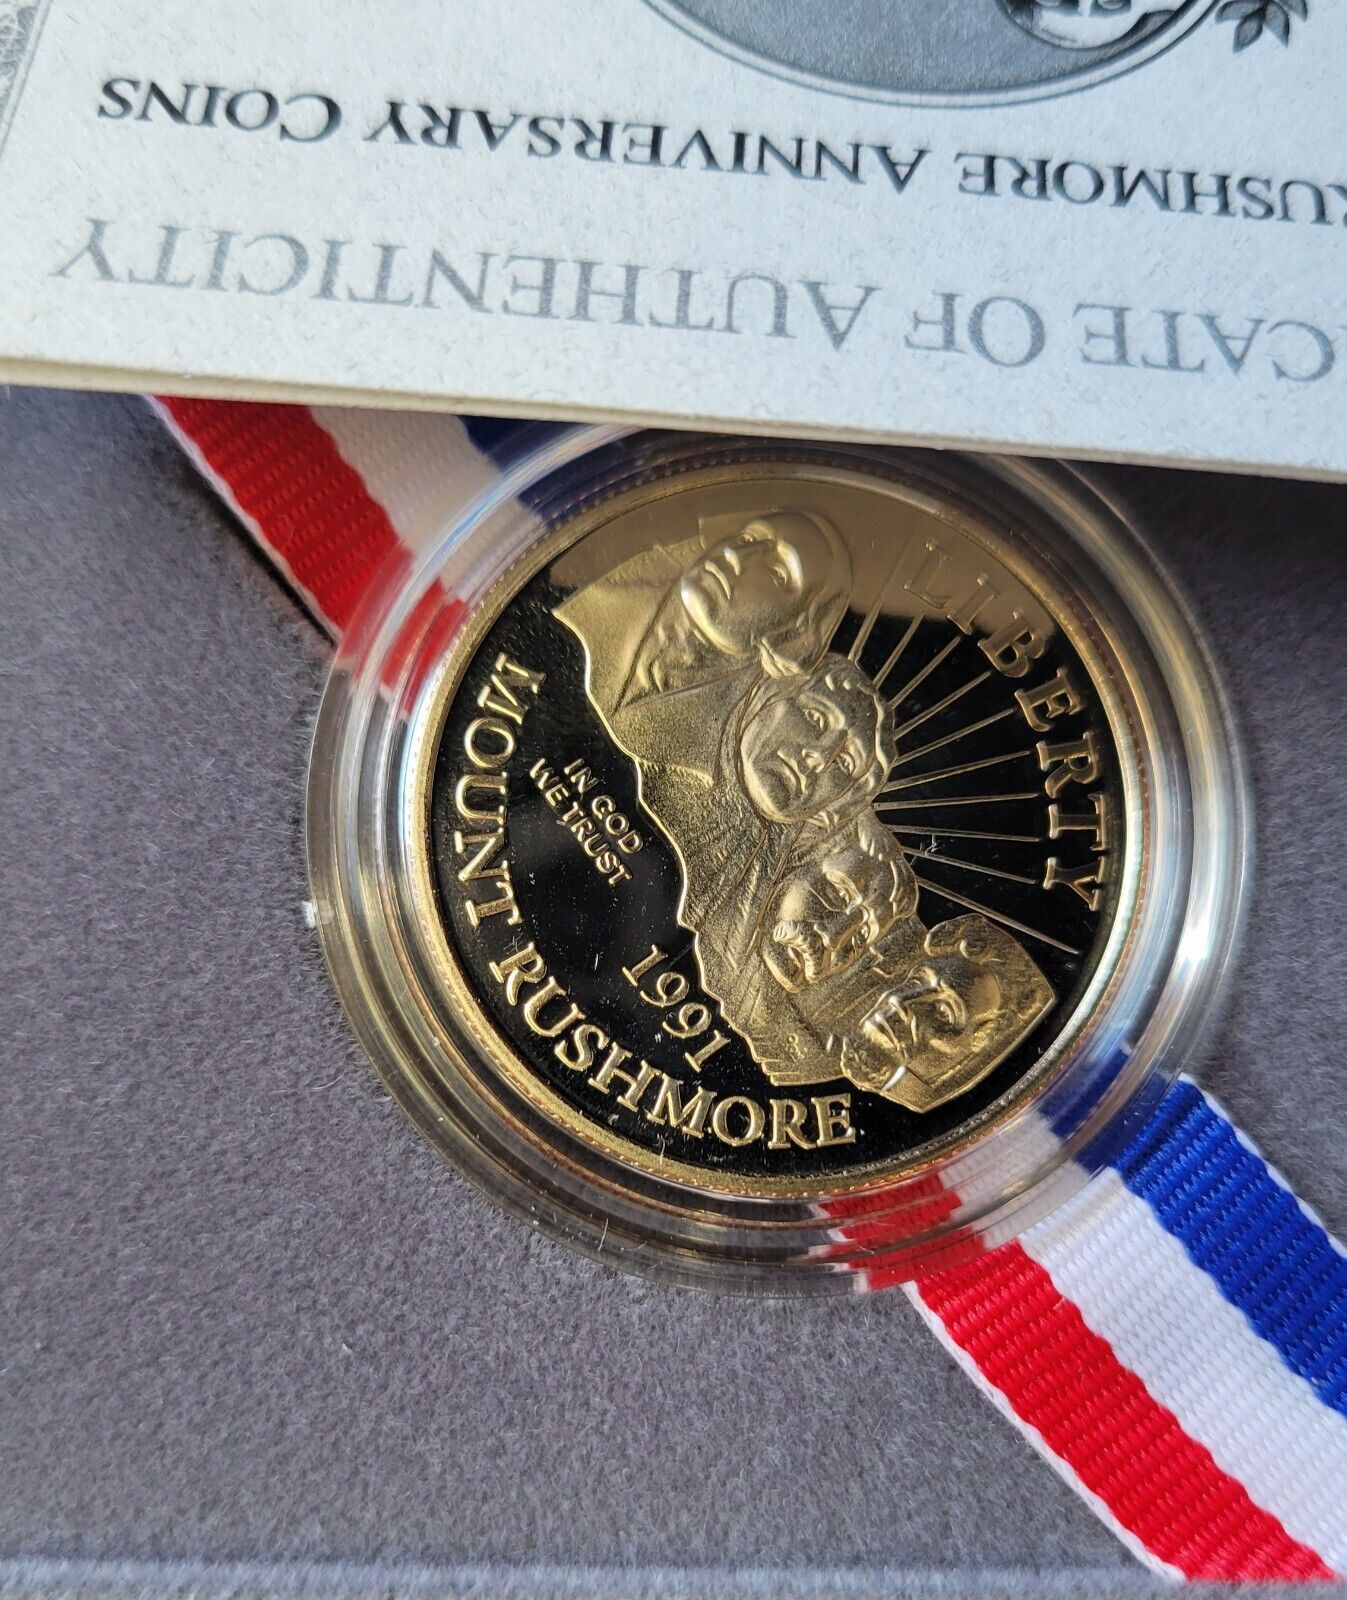 CATE OF AUTHENTICITY
RUSHMORE ANNIVERSARY COINS
LIBERTY
IN GOD
WE TRUST
1991
MOUNT RUSHMORE